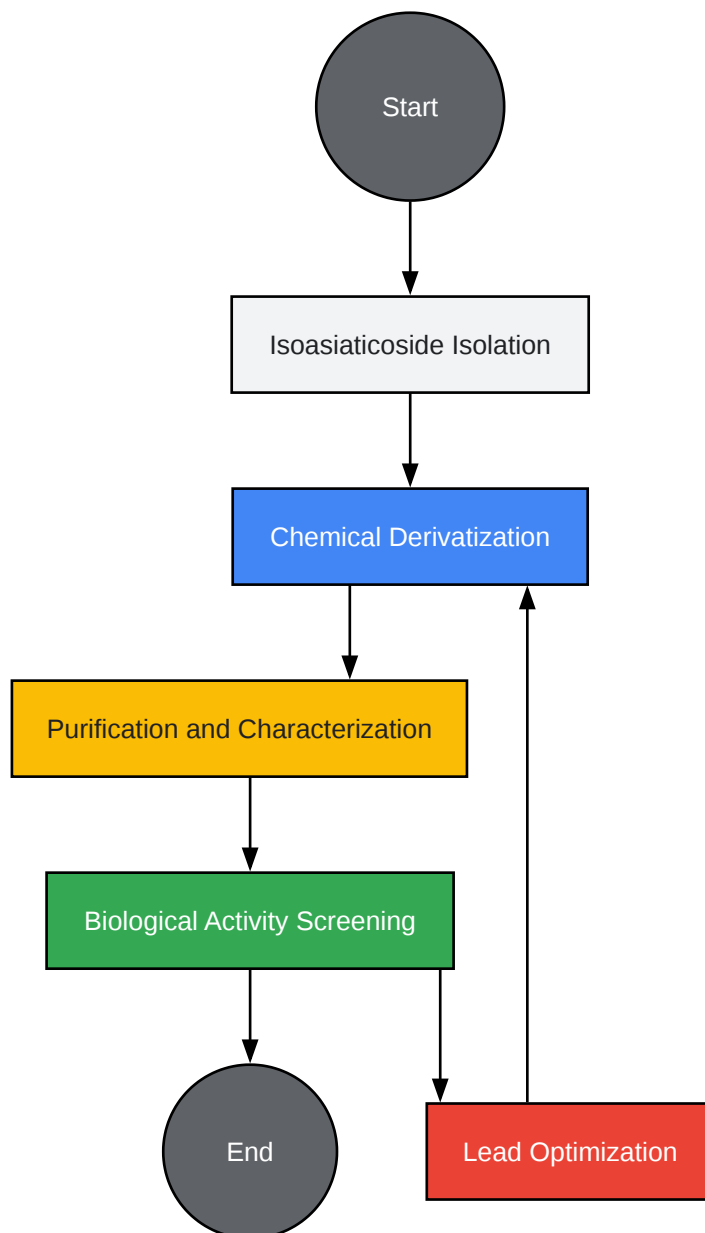 Start
Isoasiaticoside Isolation
Chemical Derivatization
Purification and Characterization
Biological Activity Screening
End
Lead Optimization